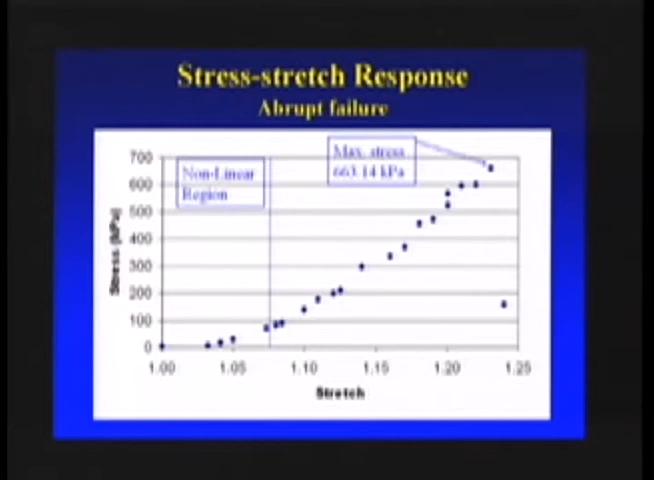 Stress-stretch Response
Abrupt failure
Max. stress
663.14 kPa
Non-Linear
Region
700
600
500
400
300
200
100
0
Stress (kPa)
1.00 1.05 1.10 1.15 1.20 1.25
Stretch